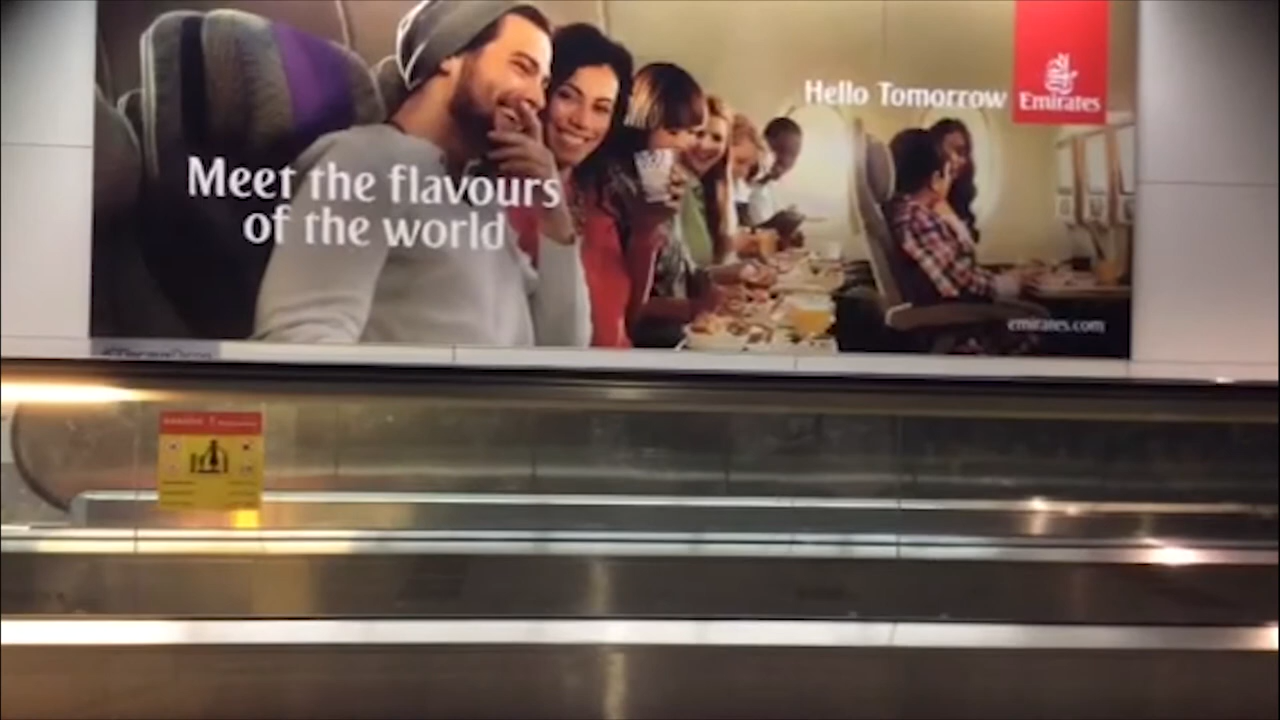 Hello Tomorrow
Emirates
Meet the flavours
of the world
emirates.com